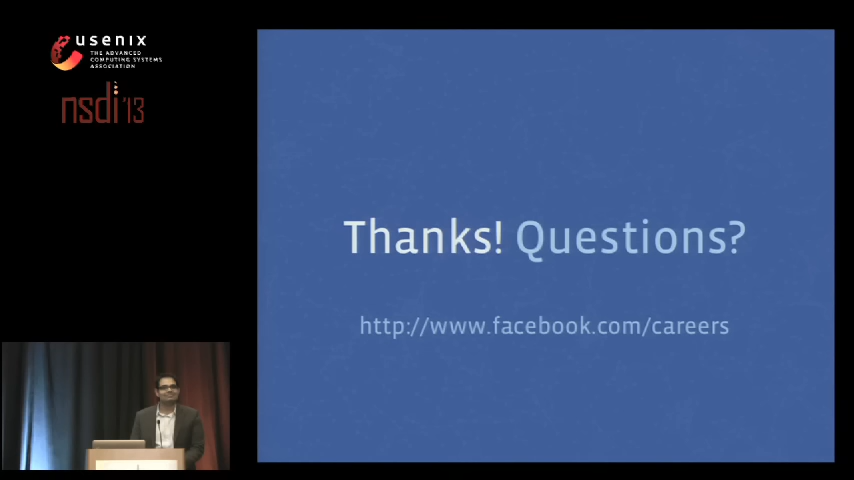 usenix
THE ADVANCED
COMPUTING SYSTEMS
ASSOCIATION
nsdi'13
Thanks! Questions?
http://www.facebook.com/careers